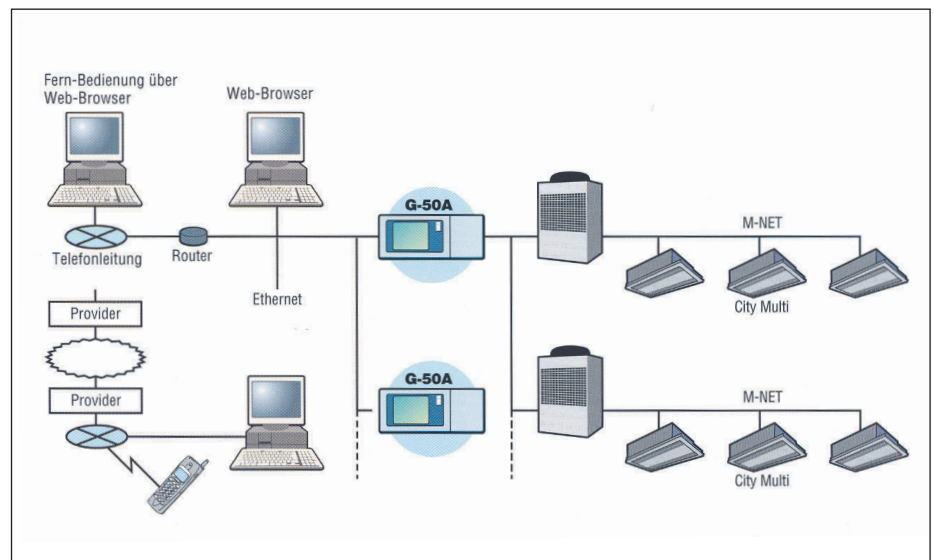 Fern-Bedienung über
Web-Browser
Web-Browser
G-50A
M-NET
Telefonleitung
Router
Ethernet
City Multi
Provider
Provider
G-50A
M-NET
City Multi